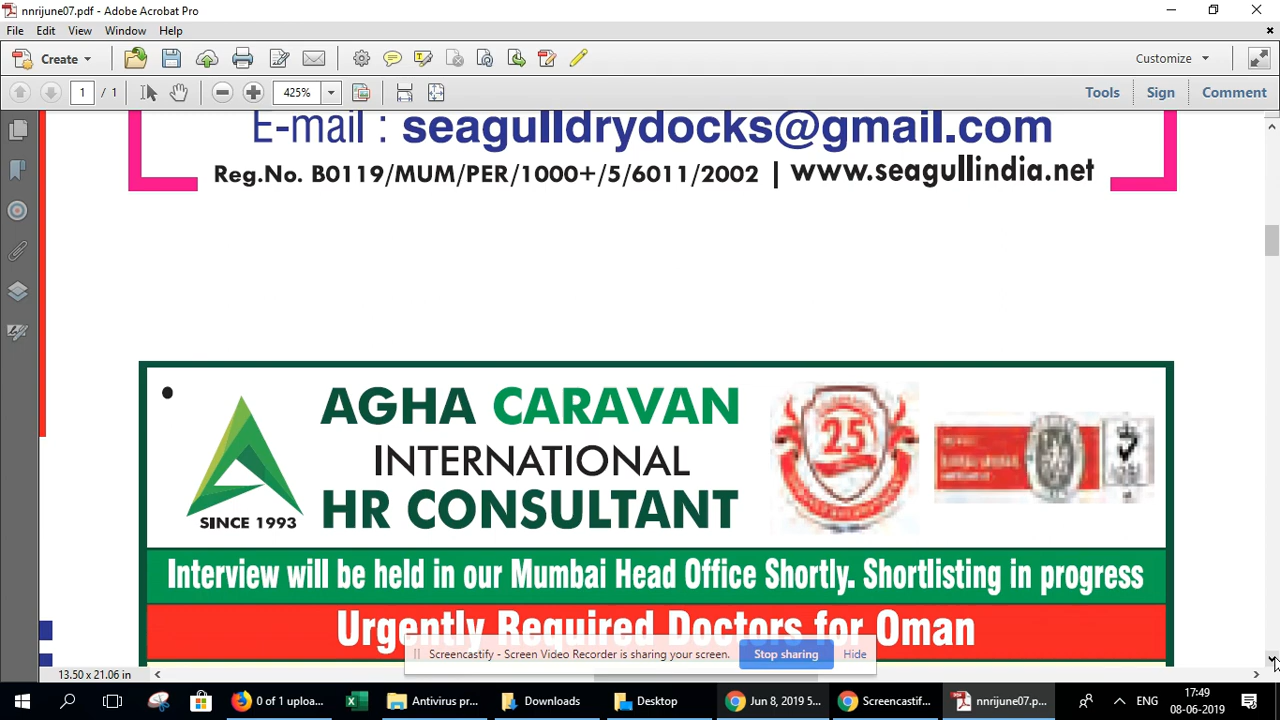 nnrijune07.pdf - Adobe Acrobat Pro
File Edit View Window Help
Create Customize
1 / 1 425% Tools Sign Comment
E-mail : seagulldrydocks@gmail.com
Reg.No. B0119/MUM/PER/1000+/5/6011/2002 | www.seagullindia.net
AGHA CARAVAN
INTERNATIONAL
HR CONSULTANT
SINCE 1993
25
Interview will be held in our Mumbai Head Office Shortly. Shortlisting in progress
Urgently Required Doctors for Oman
Screencastify - Screen Video Recorder is sharing your screen. Stop sharing Hide
13.50 x 21.06 in
0 of 1 uploa... Antivirus pr... Downloads Desktop Jun 8, 2019 5... Screencastif... nnrijune07.p... ENG 17:49
08-06-2019